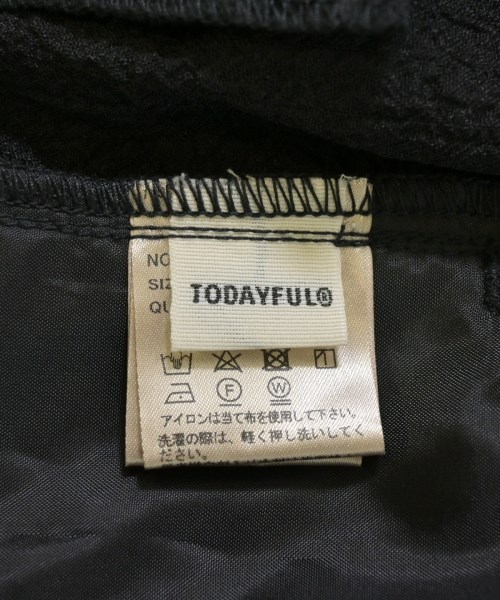 NO
SIZ
QU
TODAYFUL®
F
W
アイロンは当て布を使用して下さい。
洗濯の際は、軽く押し洗いしてく
ださい。